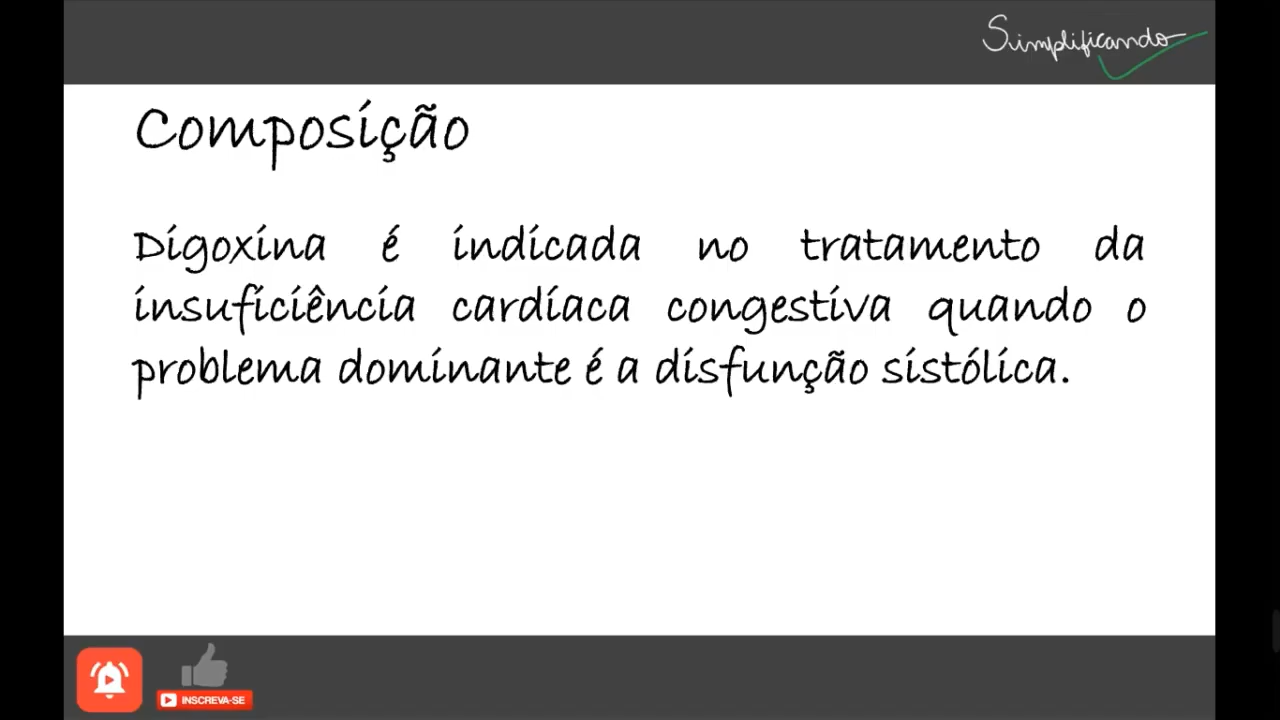 Simplificando
Composição
Digoxina é indicada no tratamento da
insuficiência cardíaca congestiva quando o
problema dominante é a disfunção sistólica.
INSCREVA-SE